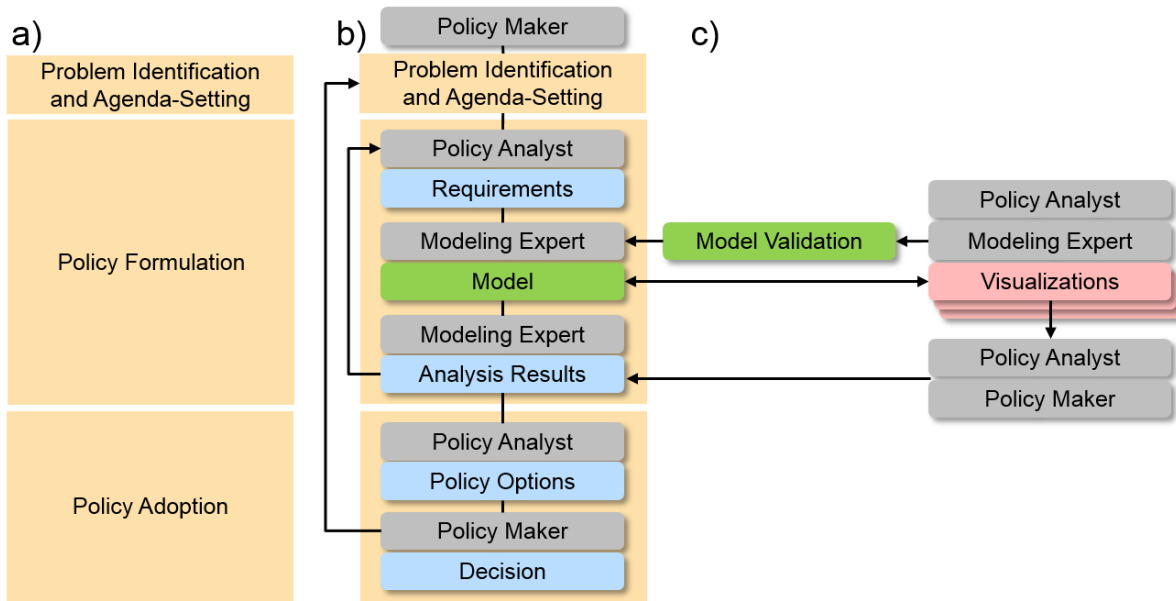 a)
Problem Identification
and Agenda-Setting
Policy Formulation
Policy Adoption
b)
Policy Maker
Problem Identification
and Agenda-Setting
Policy Analyst
Requirements
Modeling Expert
Model
Modeling Expert
Analysis Results
Policy Analyst
Policy Options
Policy Maker
Decision
c)
Model Validation
Policy Analyst
Modeling Expert
Visualizations
Policy Analyst
Policy Maker